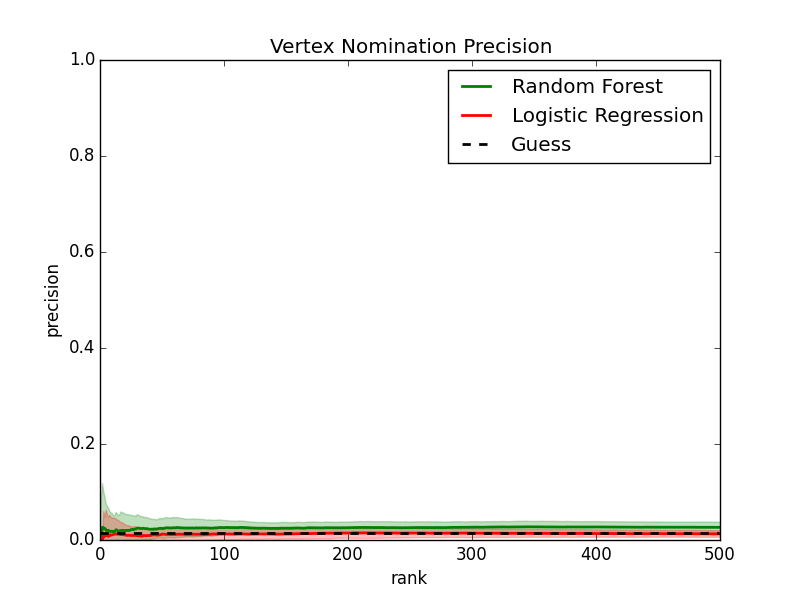 Vertex Nomination Precision
1.0
Random Forest
Logistic Regression
Guess
0.8
0.6
precision
0.4
0.2
0.0
0 100 200 300 400 500
rank